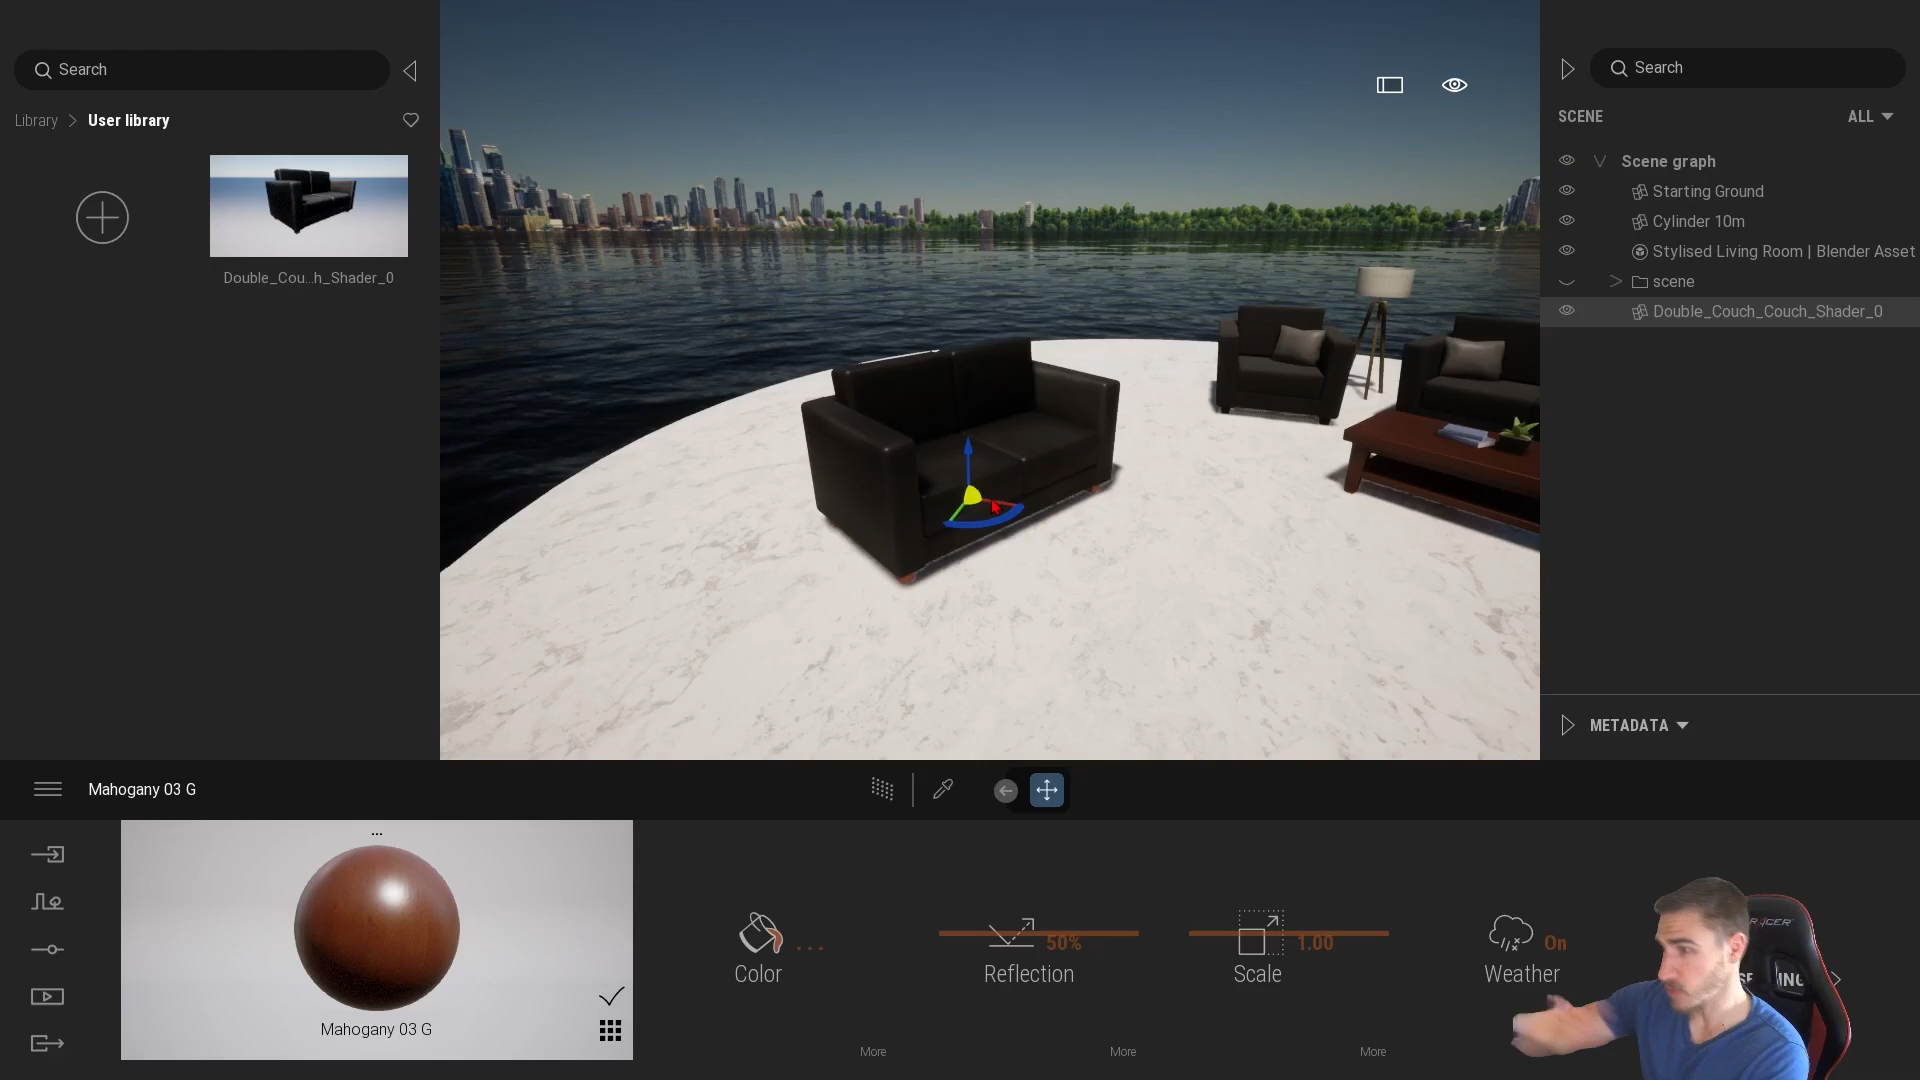 Search
Library > User library
Double_Cou...h_Shader_0
Search
SCENE
ALL
Scene graph
Starting Ground
Cylinder 10m
Stylised Living Room | Blender Asset
scene
Double_Couch_Couch_Shader_0
METADATA
Mahogany 03 G
...
Mahogany 03 G
...
Color
50%
Reflection
1.00
Scale
On
Weather
More
More
More